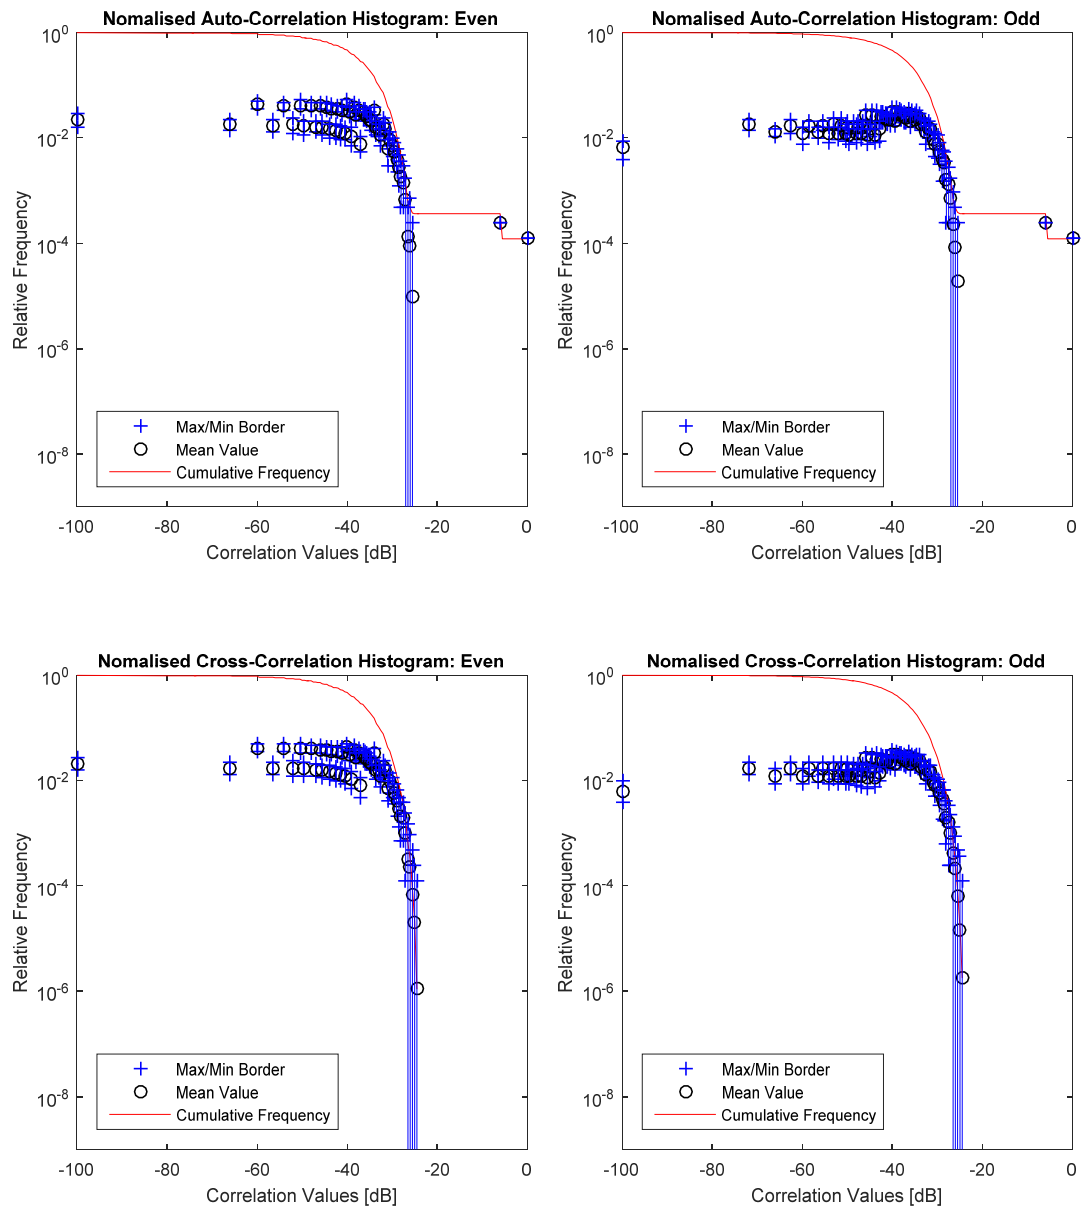 Nomalised Auto-Correlation Histogram: Even
10^0
10^-2
10^-4
10^-6
10^-8
Relative Frequency
Max/Min Border
Mean Value
Cumulative Frequency
-100 -80 -60 -40 -20 0
Correlation Values [dB]
Nomalised Auto-Correlation Histogram: Odd
10^0
10^-2
10^-4
10^-6
10^-8
Relative Frequency
Max/Min Border
Mean Value
Cumulative Frequency
-100 -80 -60 -40 -20 0
Correlation Values [dB]
Nomalised Cross-Correlation Histogram: Even
10^0
10^-2
10^-4
10^-6
10^-8
Relative Frequency
Max/Min Border
Mean Value
Cumulative Frequency
-100 -80 -60 -40 -20 0
Correlation Values [dB]
Nomalised Cross-Correlation Histogram: Odd
10^0
10^-2
10^-4
10^-6
10^-8
Relative Frequency
Max/Min Border
Mean Value
Cumulative Frequency
-100 -80 -60 -40 -20 0
Correlation Values [dB]